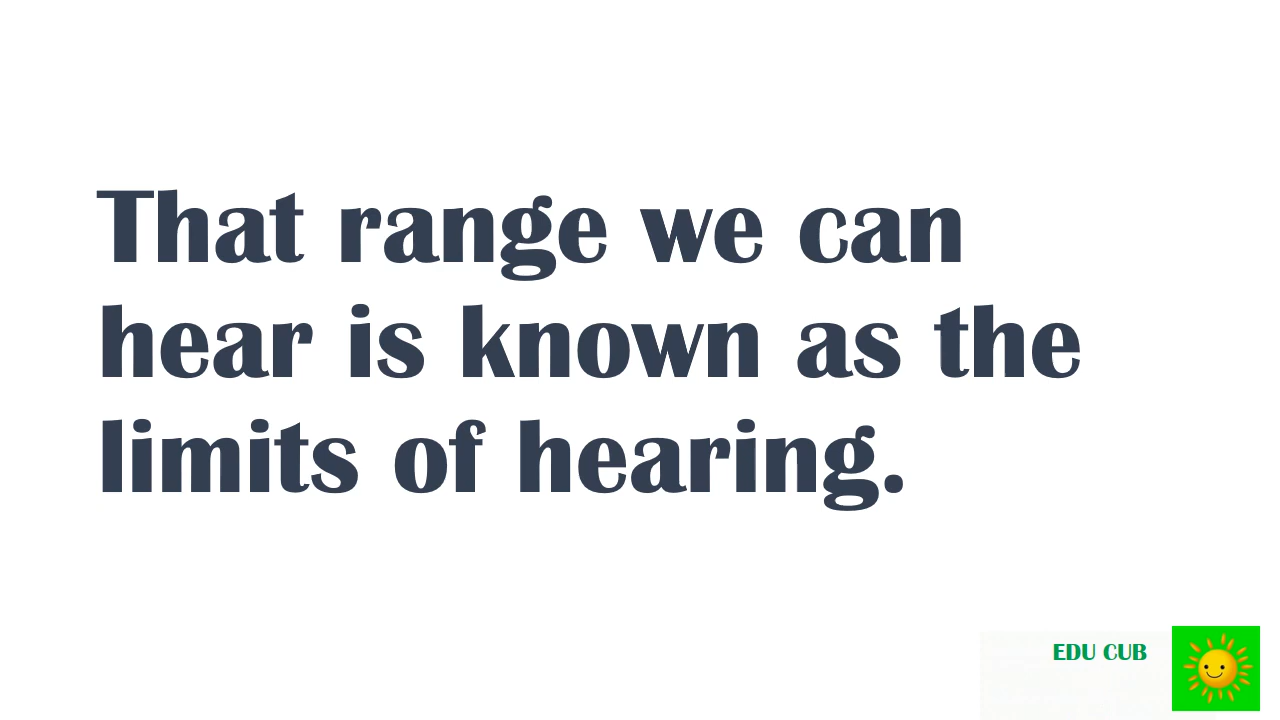 That range we can
hear is known as the
limits of hearing.
EDU CUB